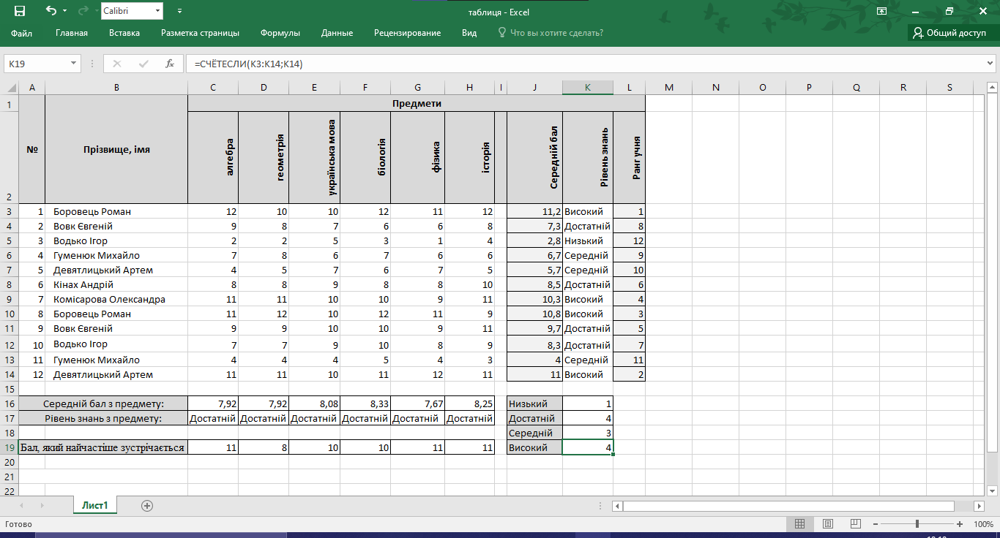 Calibri
таблиця - Excel
Файл Главная Вставка Разметка страницы Формулы Данные Рецензирование Вид Что вы хотите сделать? Общий доступ
K19 fx =СЧЁТЕСЛИ(K3:K14;K14)
A B C D E F G H I J K L M N O P Q R S
1 Предмети
2 № Прізвище, імя алгебра геометрія українська мова біологія фізика історія Середній бал Рівень знань Ранг учня
3 1 Боровець Роман 12 10 10 12 11 12 11,2 Високий 1
4 2 Вовк Євгеній 9 8 7 6 6 8 7,3 Достатній 8
5 3 Водько Ігор 2 2 5 3 1 4 2,8 Низький 12
6 4 Гуменюк Михайло 7 8 6 7 6 6 6,7 Середній 9
7 5 Девятлицький Артем 4 5 7 6 7 5 5,7 Середній 10
8 6 Кінах Андрій 8 8 9 8 8 10 8,5 Достатній 6
9 7 Комісарова Олександра 11 11 10 10 9 11 10,3 Високий 4
10 8 Боровець Роман 11 12 10 12 11 9 10,8 Високий 3
11 9 Вовк Євгеній 9 9 10 10 9 11 9,7 Достатній 5
12 10 Водько Ігор 7 7 9 10 8 9 8,3 Достатній 7
13 11 Гуменюк Михайло 4 4 4 5 4 3 4 Середній 11
14 12 Девятлицький Артем 11 11 10 11 12 11 11 Високий 2
15
16 Середній бал з предмету: 7,92 7,92 8,08 8,33 7,67 8,25 Низький 1
17 Рівень знань з предмету: Достатній Достатній Достатній Достатній Достатній Достатній Достатній 4
18 Середній 3
19 Бал, який найчастіше зустрічається 11 8 10 10 11 11 Високий 4
20
21
22
Лист1
Готово 100%